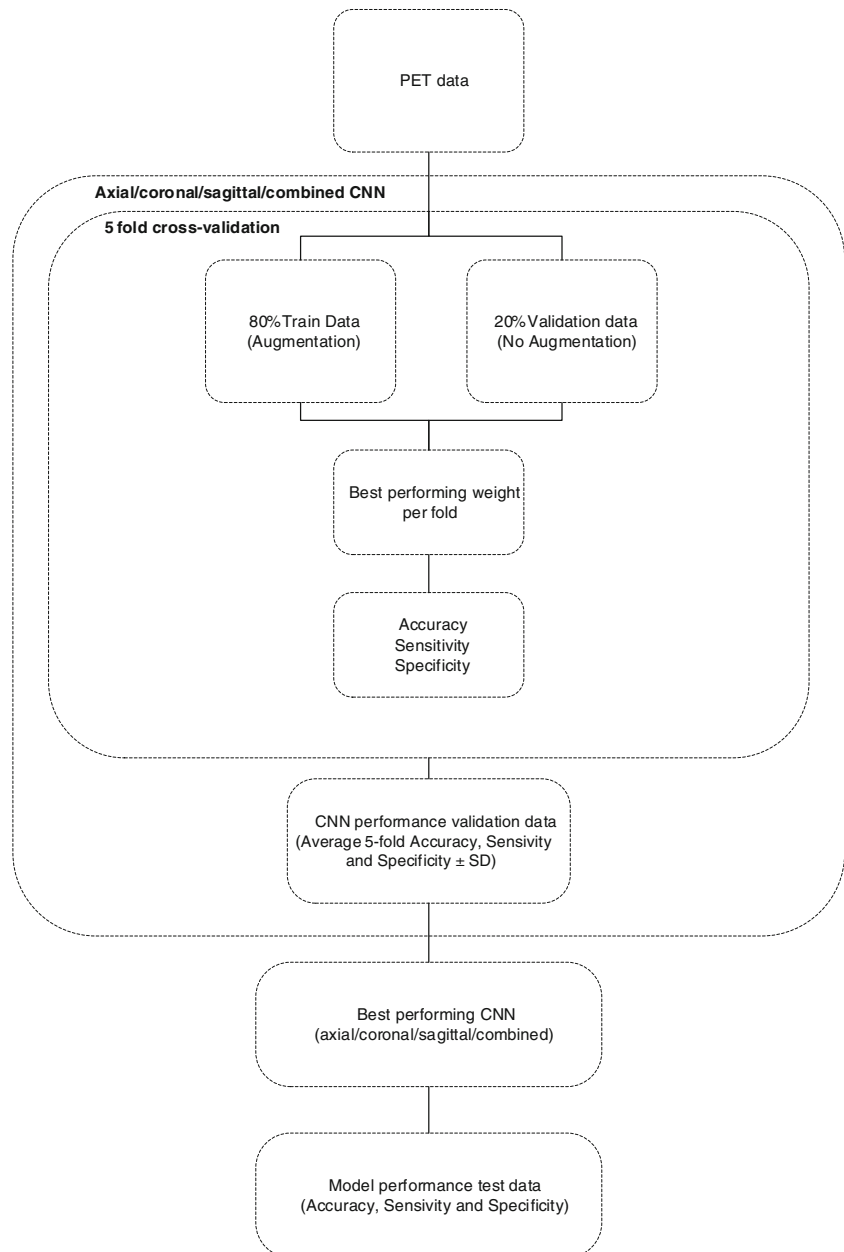 PET data
Axial/coronal/sagittal/combined CNN
5 fold cross-validation
80%Train Data
(Augmentation)
20%Validation data
(No Augmentation)
Best performing weight
per fold
Accuracy
Sensitivity
Specificity
CNN performance validation data
(Average 5-fold Accuracy, Sensivity
and Specificity ± SD)
Best performing CNN
(axial/coronal/sagittal/combined)
Model performance test data
(Accuracy, Sensivity and Specificity)